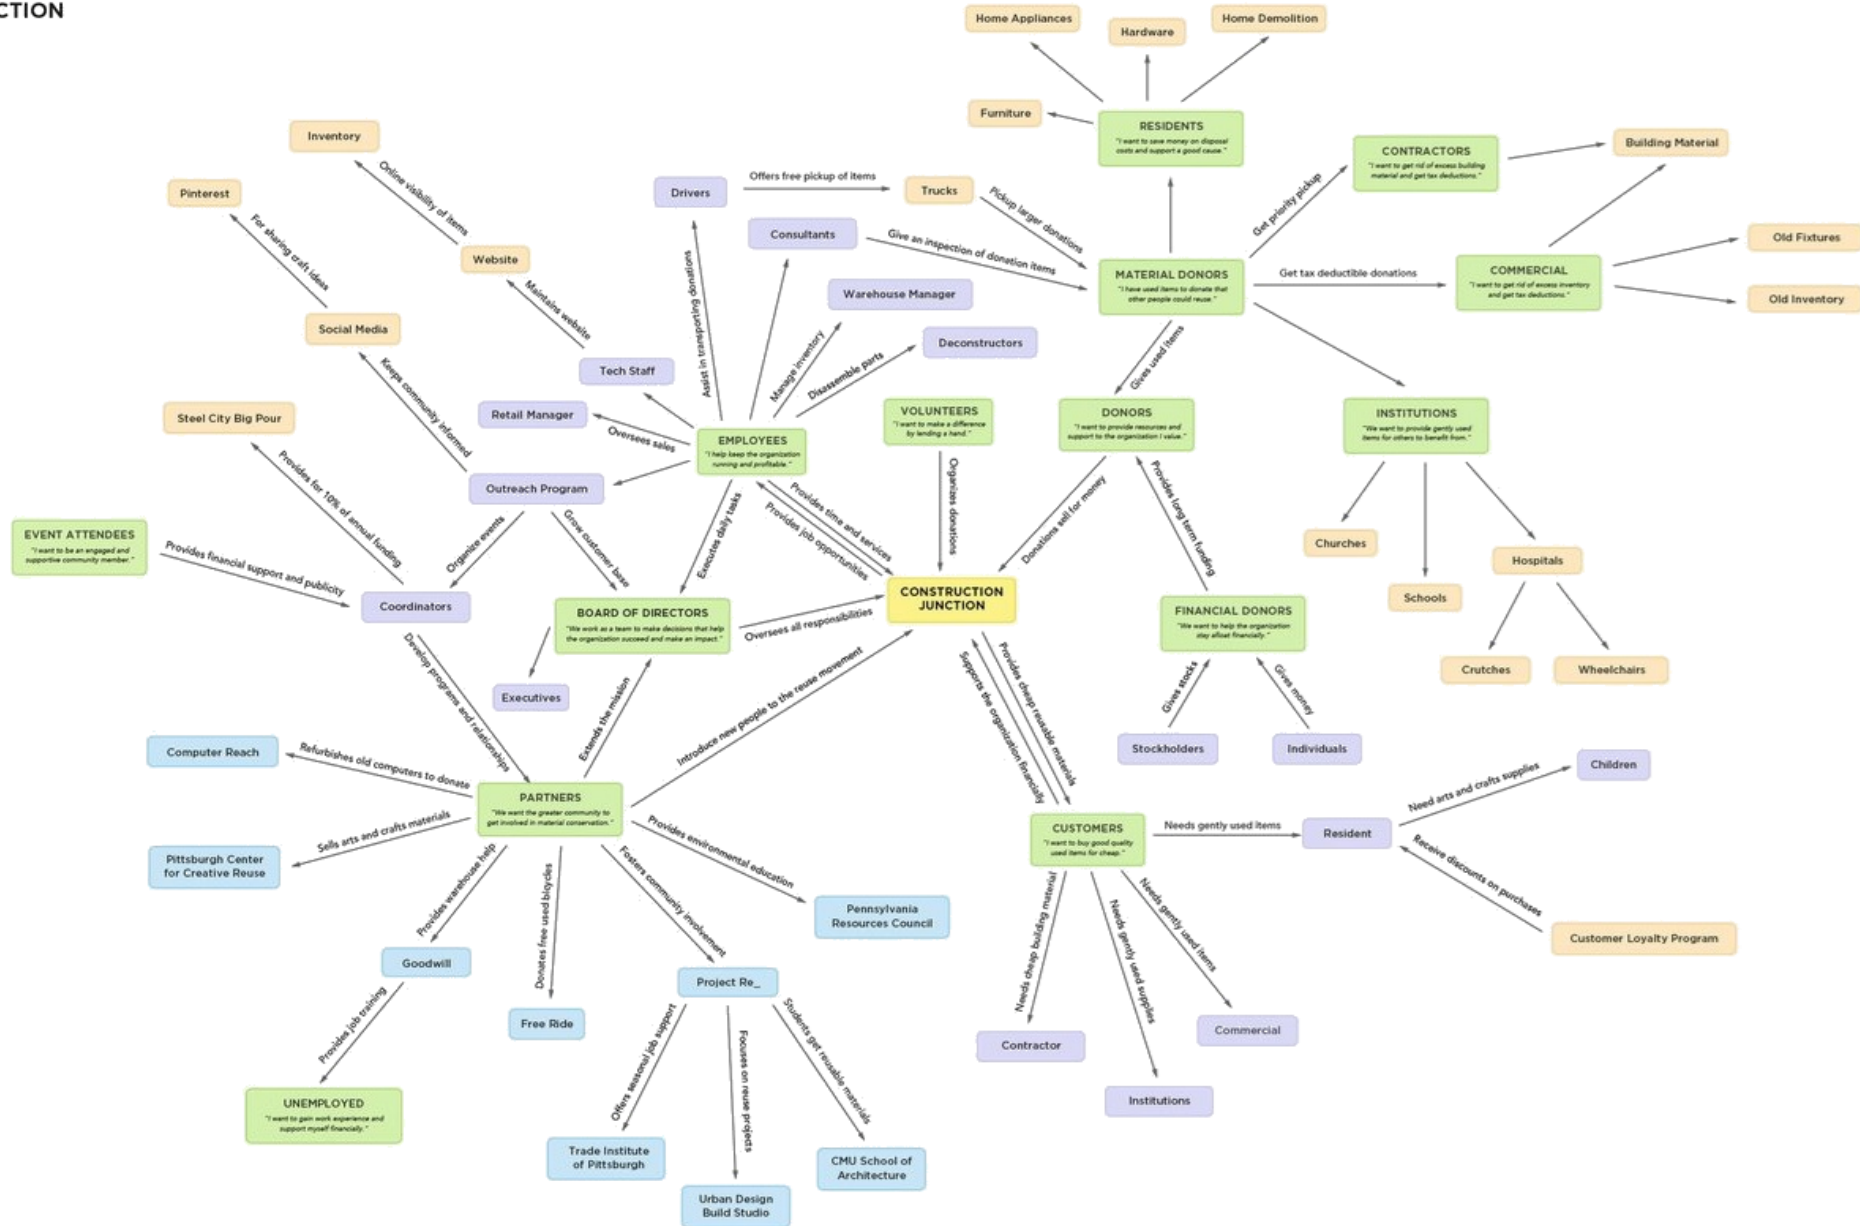 CTION
Home Appliances
Hardware
Home Demolition
Furniture
RESIDENTS
"I want to save money on disposal
costs and support a good cause."
CONTRACTORS
"I want to get rid of excess building
material and get tax deductions."
Building Material
Inventory
Online visibility of items
Pinterest
For sharing craft ideas
Drivers
Offers free pickup of items
Trucks
Pickup larger donations
Get priority pickup
Consultants
Give an inspection of donation items
Website
Maintains website
Assist in transporting donations
Warehouse Manager
Manage inventory
MATERIAL DONORS
"I have used items to donate that
other people could reuse."
Get tax deductible donations
COMMERCIAL
"I want to get rid of excess inventory
and get tax deductions."
Old Fixtures
Old Inventory
Social Media
Keeps community informed
Tech Staff
Deconstructors
Disassemble parts
Gives used items
Steel City Big Pour
Provides for 10% of annual funding
Retail Manager
Oversees sales
EMPLOYEES
"I help keep the organization
running and profitable."
VOLUNTEERS
"I want to make a difference
by lending a hand."
DONORS
"I want to provide resources and
support to the organization I value."
INSTITUTIONS
"We want to provide gently used
items for others to benefit from."
Outreach Program
Organize events
Grow customer base
Executes daily tasks
Provides time and services
Provides job opportunities
Organizes donations
Donations sell for money
Provides long term funding
Churches
Schools
Hospitals
Crutches
Wheelchairs
EVENT ATTENDEES
"I want to be an engaged and
supportive community member."
Provides financial support and publicity
Coordinators
BOARD OF DIRECTORS
"We work as a team to make decisions that help
the organization succeed and make an impact."
Oversees all responsibilities
CONSTRUCTION
JUNCTION
FINANCIAL DONORS
"We want to help the organization
stay afloat financially."
Gives stocks
Gives money
Stockholders
Individuals
Executives
Develop programs and relationships
Extends the mission
Introduce new people to the reuse movement
Supports the organization financially
Provides cheap reusable materials
Computer Reach
Refurbishes old computers to donate
PARTNERS
"We want the greater community to
get involved in material conservation."
Sells arts and crafts materials
Pittsburgh Center
for Creative Reuse
Provides warehouse help
Donates free used bicycles
Fosters community involvement
Provides environmental education
Pennsylvania
Resources Council
CUSTOMERS
"I want to buy good quality
used items for cheap."
Needs gently used items
Resident
Need arts and crafts supplies
Children
Receive discounts on purchases
Customer Loyalty Program
Needs cheap building material
Needs gently used supplies
Needs gently used items
Contractor
Institutions
Commercial
Goodwill
Provides job training
Free Ride
Project Re_
Offers seasonal job support
Focuses on reuse projects
Students get reusable materials
UNEMPLOYED
"I want to gain work experience and
support myself financially."
Trade Institute
of Pittsburgh
Urban Design
Build Studio
CMU School of
Architecture